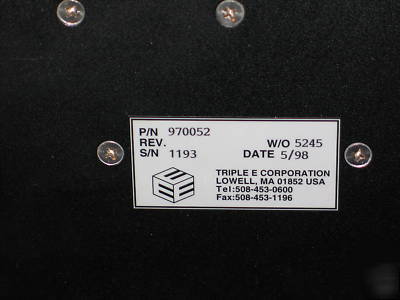 P/N 970052
REV. W/O 5245
S/N 1193 DATE 5/98
TRIPLE E CORPORATION
LOWELL, MA 01852 USA
Tel:508-453-0600
Fax:508-453-1196